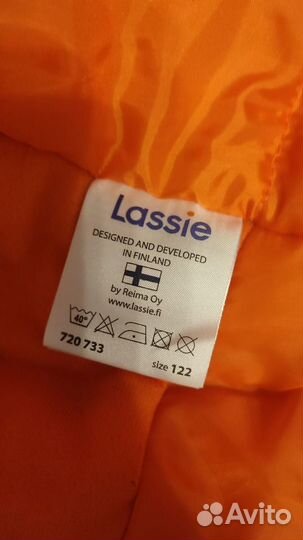 Lassie
DESIGNED AND DEVELOPED
IN FINLAND
by Reima Oy
www.lassie.fi
40°
720 733 size 122
Avito